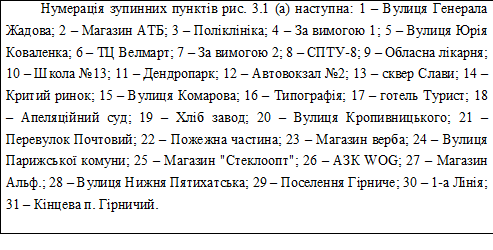 Нумерація зупинних пунктів рис. 3.1 (а) наступна: 1 – Вулиця Генерала
Жадова; 2 – Магазин АТБ; 3 – Поліклініка; 4 – За вимогою 1; 5 – Вулиця Юрія
Коваленка; 6 – ТЦ Велмарт; 7 – За вимогою 2; 8 – СПТУ-8; 9 – Обласна лікарня;
10 – Школа №13; 11 – Дендропарк; 12 – Автовокзал №2; 13 – сквер Слави; 14 –
Критий ринок; 15 – Вулиця Комарова; 16 – Типографія; 17 – готель Турист; 18
– Апеляційний суд; 19 – Хліб завод; 20 – Вулиця Кропивницького; 21 –
Перевулок Почтовий; 22 – Пожежна частина; 23 – Магазин верба; 24 – Вулиця
Парижської комуни; 25 – Магазин "Стеклоопт"; 26 – АЗК WOG; 27 – Магазин
Альф.; 28 – Вулиця Нижня Пятихатська; 29 – Поселення Гірниче; 30 – 1-а Лінія;
31 – Кінцева п. Гірничий.